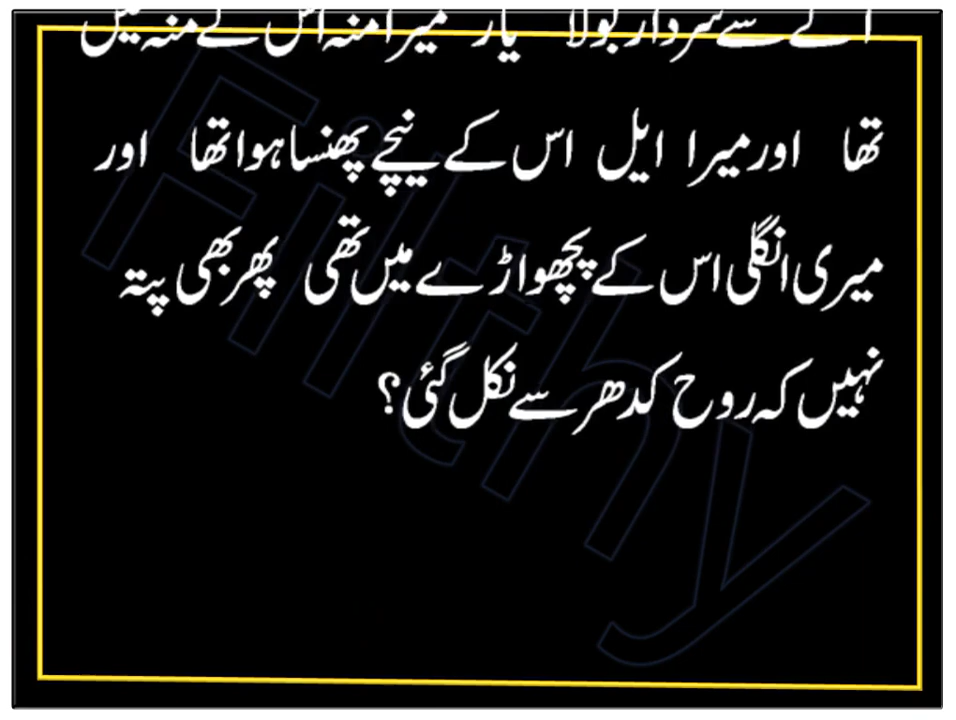 آگے سے سردار بولا یار میرا منہ اس کے منہ میں
تھا اور میرا ایل اس کے نیچے پھنسا ہوا تھا اور
میری انگلی اس کے پچھواڑے میں تھی پھر بھی پتہ
نہیں کہ روح کدھر سے نکل گئی؟
Filthy